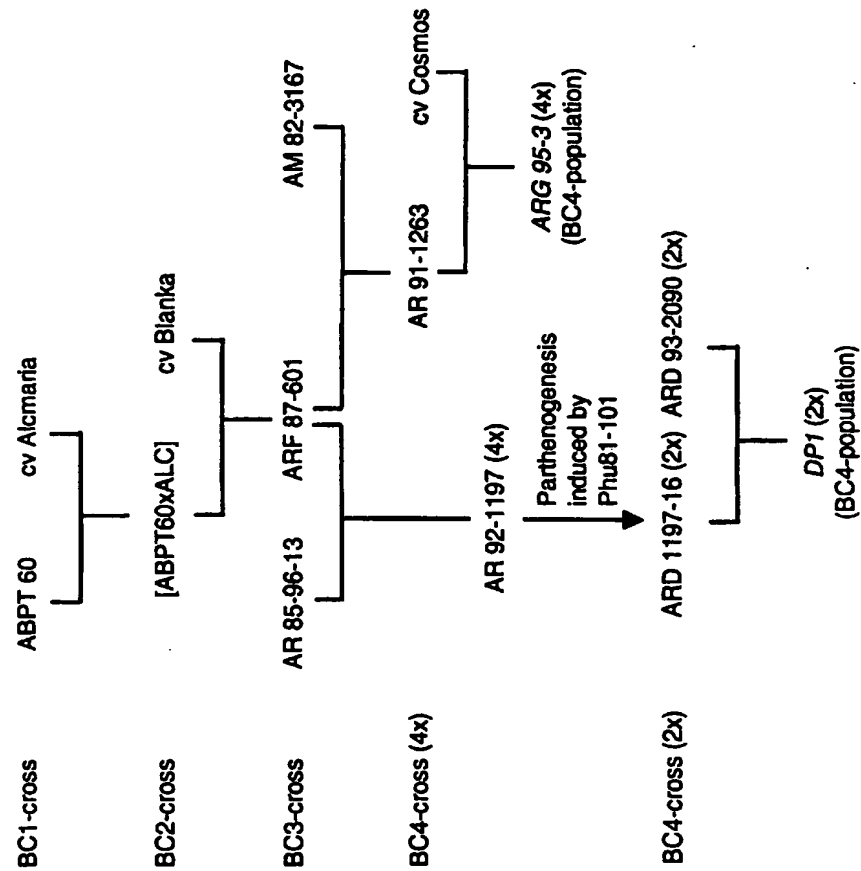 BC1-cross
ABPT 60 cv Alcmaria
BC2-cross
[ABPT60xALC] cv Blanka
BC3-cross
AR 85-96-13 ARF 87-601 AM 82-3167
BC4-cross (4x)
AR 91-1263 cv Cosmos
AR 92-1197 (4x)
ARG 95-3 (4x)
(BC4-population)
Parthenogenesis
induced by
Phu81-101
BC4-cross (2x)
ARD 1197-16 (2x) ARD 93-2090 (2x)
DP1 (2x)
(BC4-population)